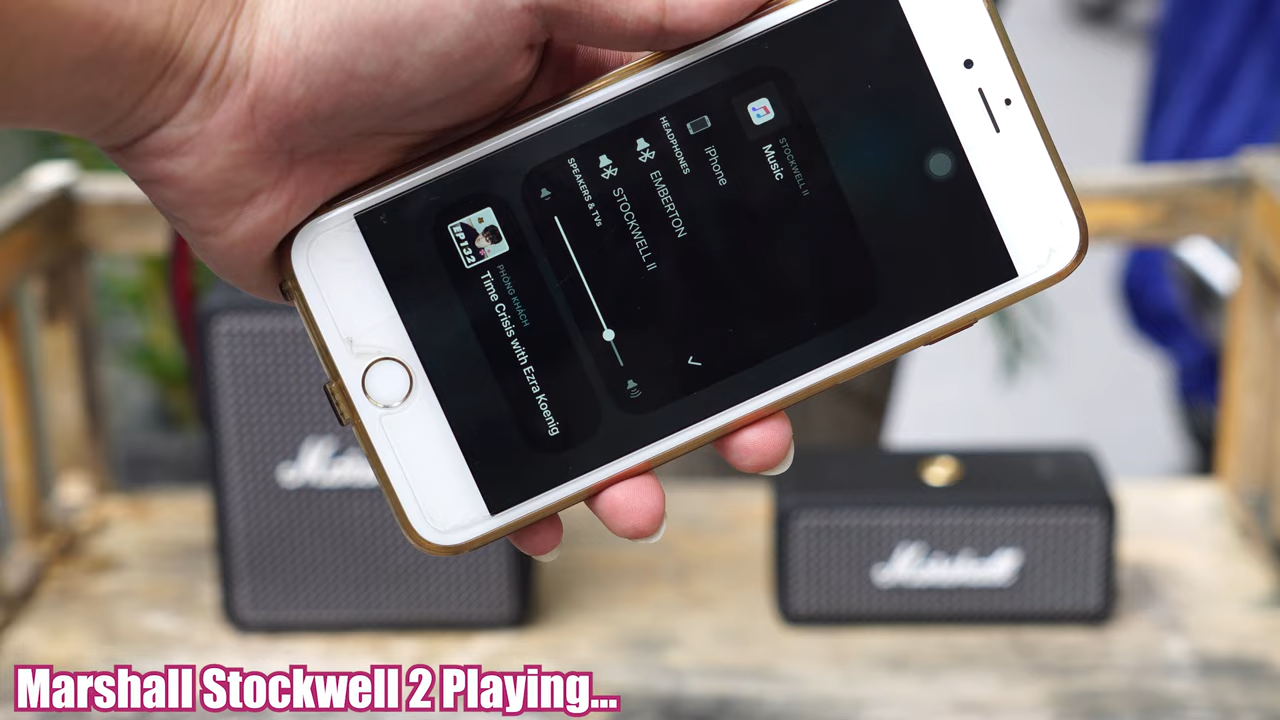 STOCKWELL II
Music
iPhone
HEADPHONES
EMBERTON
STOCKWELL II
SPEAKERS & TVs
EP132
PHÒNG KHÁCH
Time Crisis with Ezra Koenig
Marshall
Marshall
Marshall Stockwell 2 Playing...